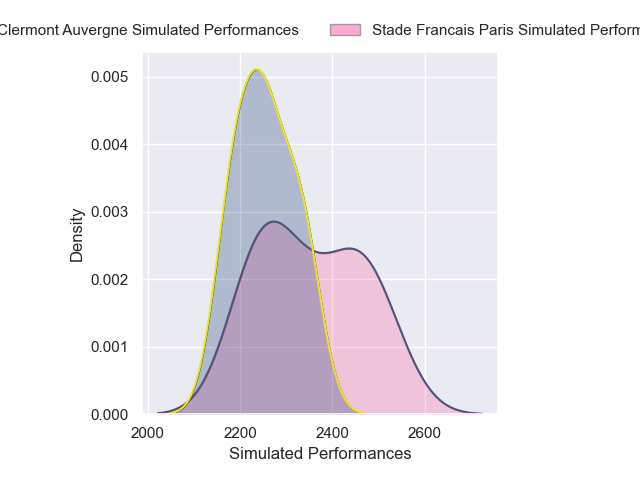 Clermont Auvergne Simulated Performances
Stade Francais Paris Simulated
0.005
0.004
0.003
0.002
0.001
0.000
Density
2000 2200 2400 2600
Simulated Performances